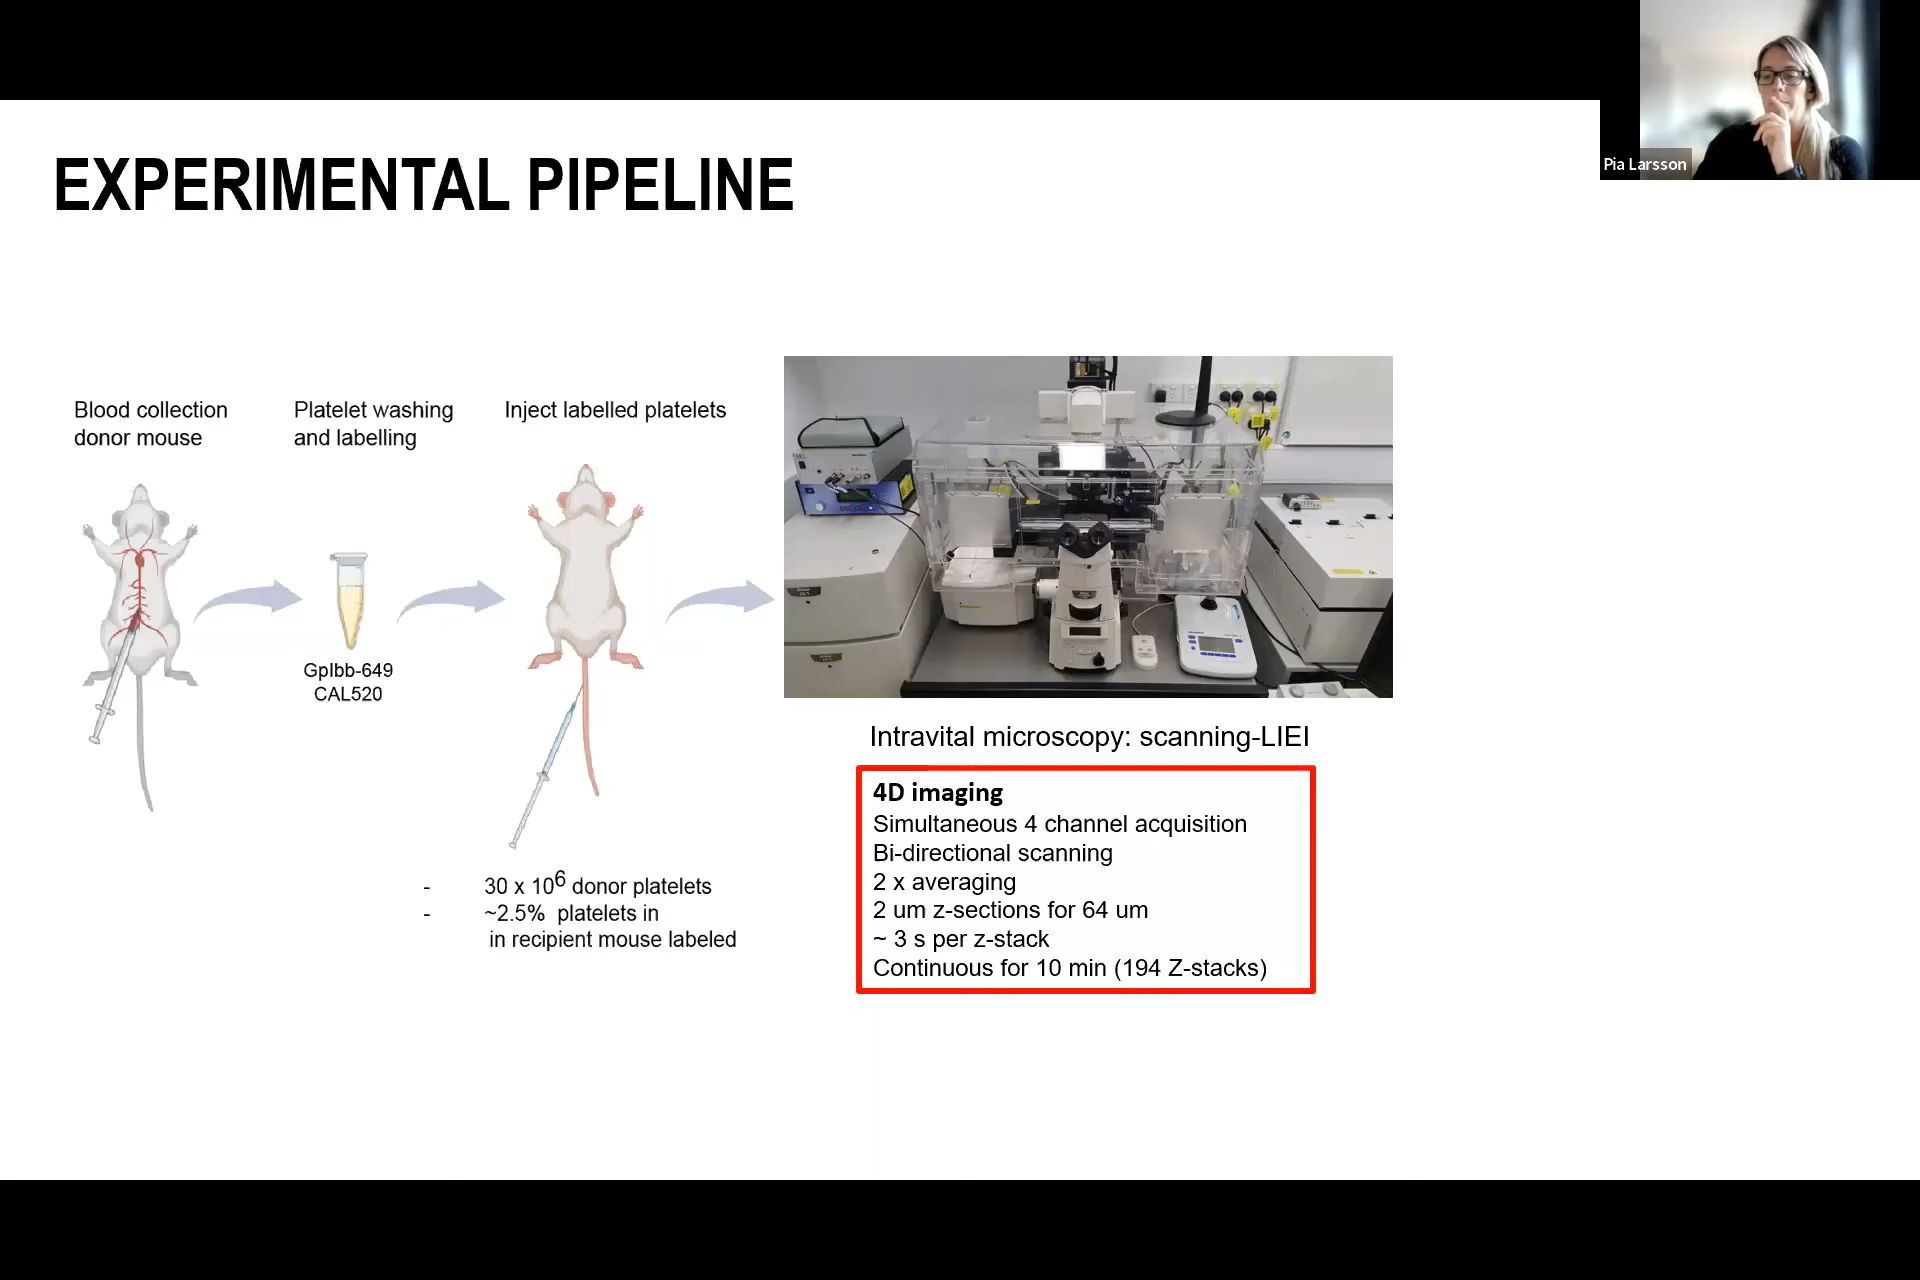 Pia Larsson
EXPERIMENTAL PIPELINE
Blood collection
donor mouse
Platelet washing
and labelling
Inject labelled platelets
GpIbb-649
CAL520
- 30 x 10⁶ donor platelets
- ~2.5% platelets in
in recipient mouse labeled
Intravital microscopy: scanning-LIEI
4D imaging
Simultaneous 4 channel acquisition
Bi-directional scanning
2 x averaging
2 um z-sections for 64 um
~ 3 s per z-stack
Continuous for 10 min (194 Z-stacks)